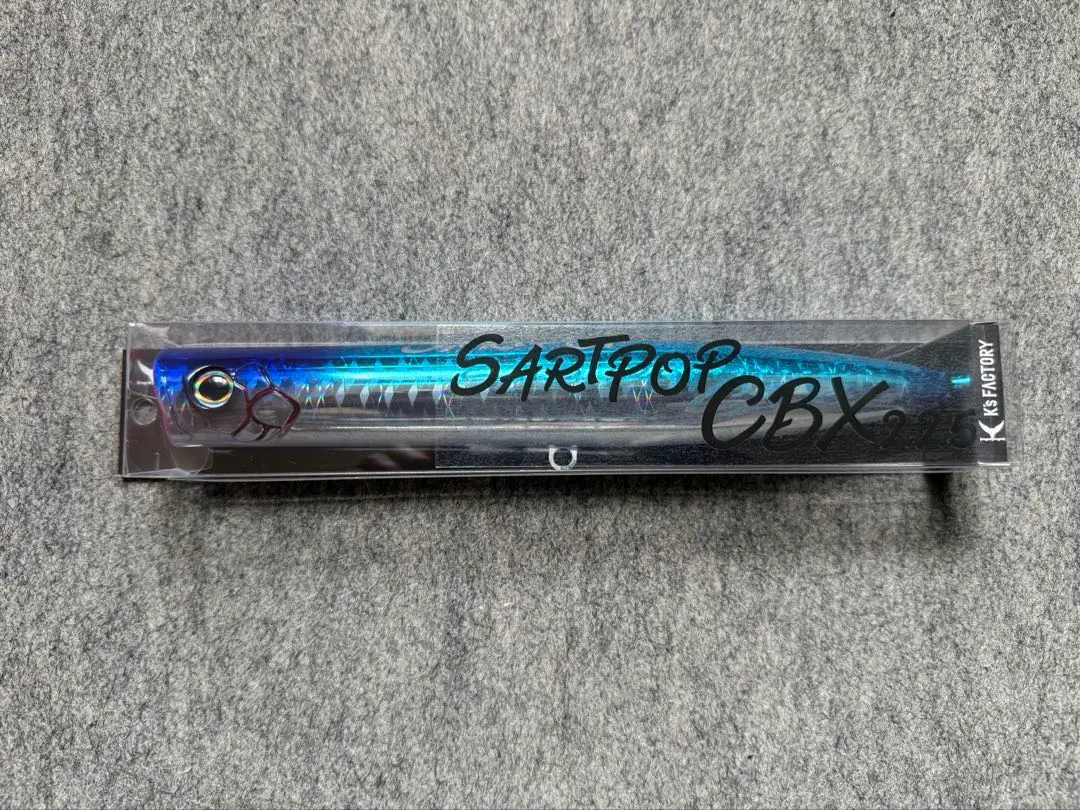 SARTPOP
CBX225
K's FACTORY